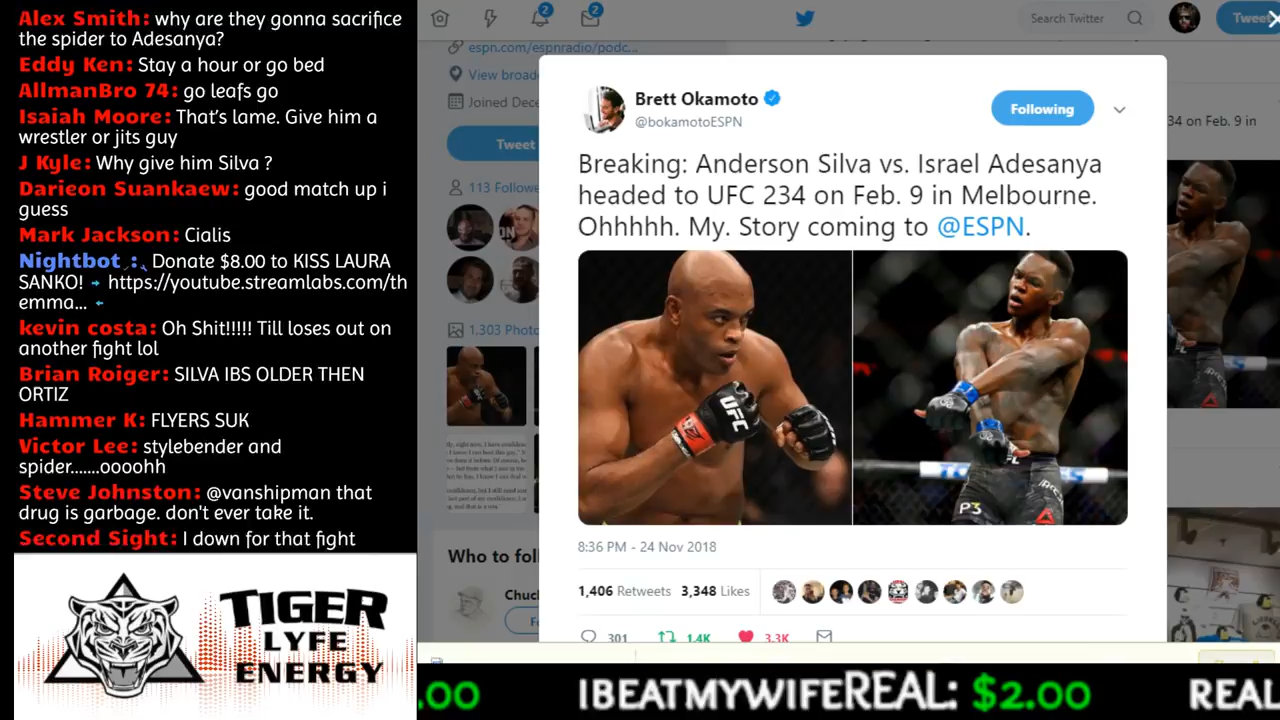 Alex Smith: why are they gonna sacrifice
the spider to Adesanya?
Eddy Ken: Stay a hour or go bed
AllmanBro 74: go leafs go
Isaiah Moore: That's lame. Give him a
wrestler or jits guy
J Kyle: Why give him Silva ?
Darieon Suankaew: good match up i
guess
Mark Jackson: Cialis
Nightbot : Donate $8.00 to KISS LAURA
SANKO! https://youtube.streamlabs.com/th
emma...
kevin costa: Oh Shit!!!!! Till loses out on
another fight lol
Brian Roiger: SILVA IBS OLDER THEN
ORTIZ
Hammer K: FLYERS SUK
Victor Lee: stylebender and
spider.......oooohh
Steve Johnston: @vanshipman that
drug is garbage. don't ever take it.
Second Sight: I down for that fight
TIGER
LYFE
ENERGY
2
2
Search Twitter
Tweet
espn.com/espnradio/podc...
View broad
Joined Dece
Tweet
113 Followe
1,303 Photo
Who to foll
Chuc
Fo
Brett Okamoto
@bokamotoESPN
Following
Breaking: Anderson Silva vs. Israel Adesanya
headed to UFC 234 on Feb. 9 in Melbourne.
Ohhhhh. My. Story coming to @ESPN.
UFC
P3
8:36 PM - 24 Nov 2018
1,406 Retweets 3,348 Likes
301 1.4K 3.3K
34 on Feb. 9 in
.00 IBEATMYWIFEREAL: $2.00 REAL